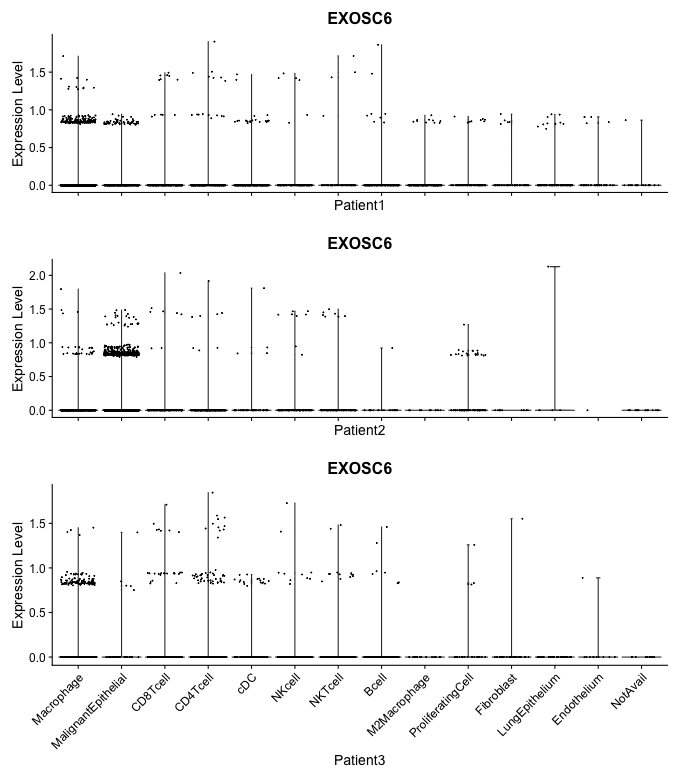 EXOSC6
Expression Level
1.5
1.0
0.5
0.0
Patient1
EXOSC6
Expression Level
2.0
1.5
1.0
0.5
0.0
Patient2
EXOSC6
Expression Level
1.5
1.0
0.5
0.0
Macrophage
MalignantEpithelial
CD8Tcell
CD4Tcell
cDC
NKcell
NKTcell
Bcell
M2Macrophage
ProliferatingCell
Fibroblast
LungEpithelium
Endothelium
NotAvail
Patient3